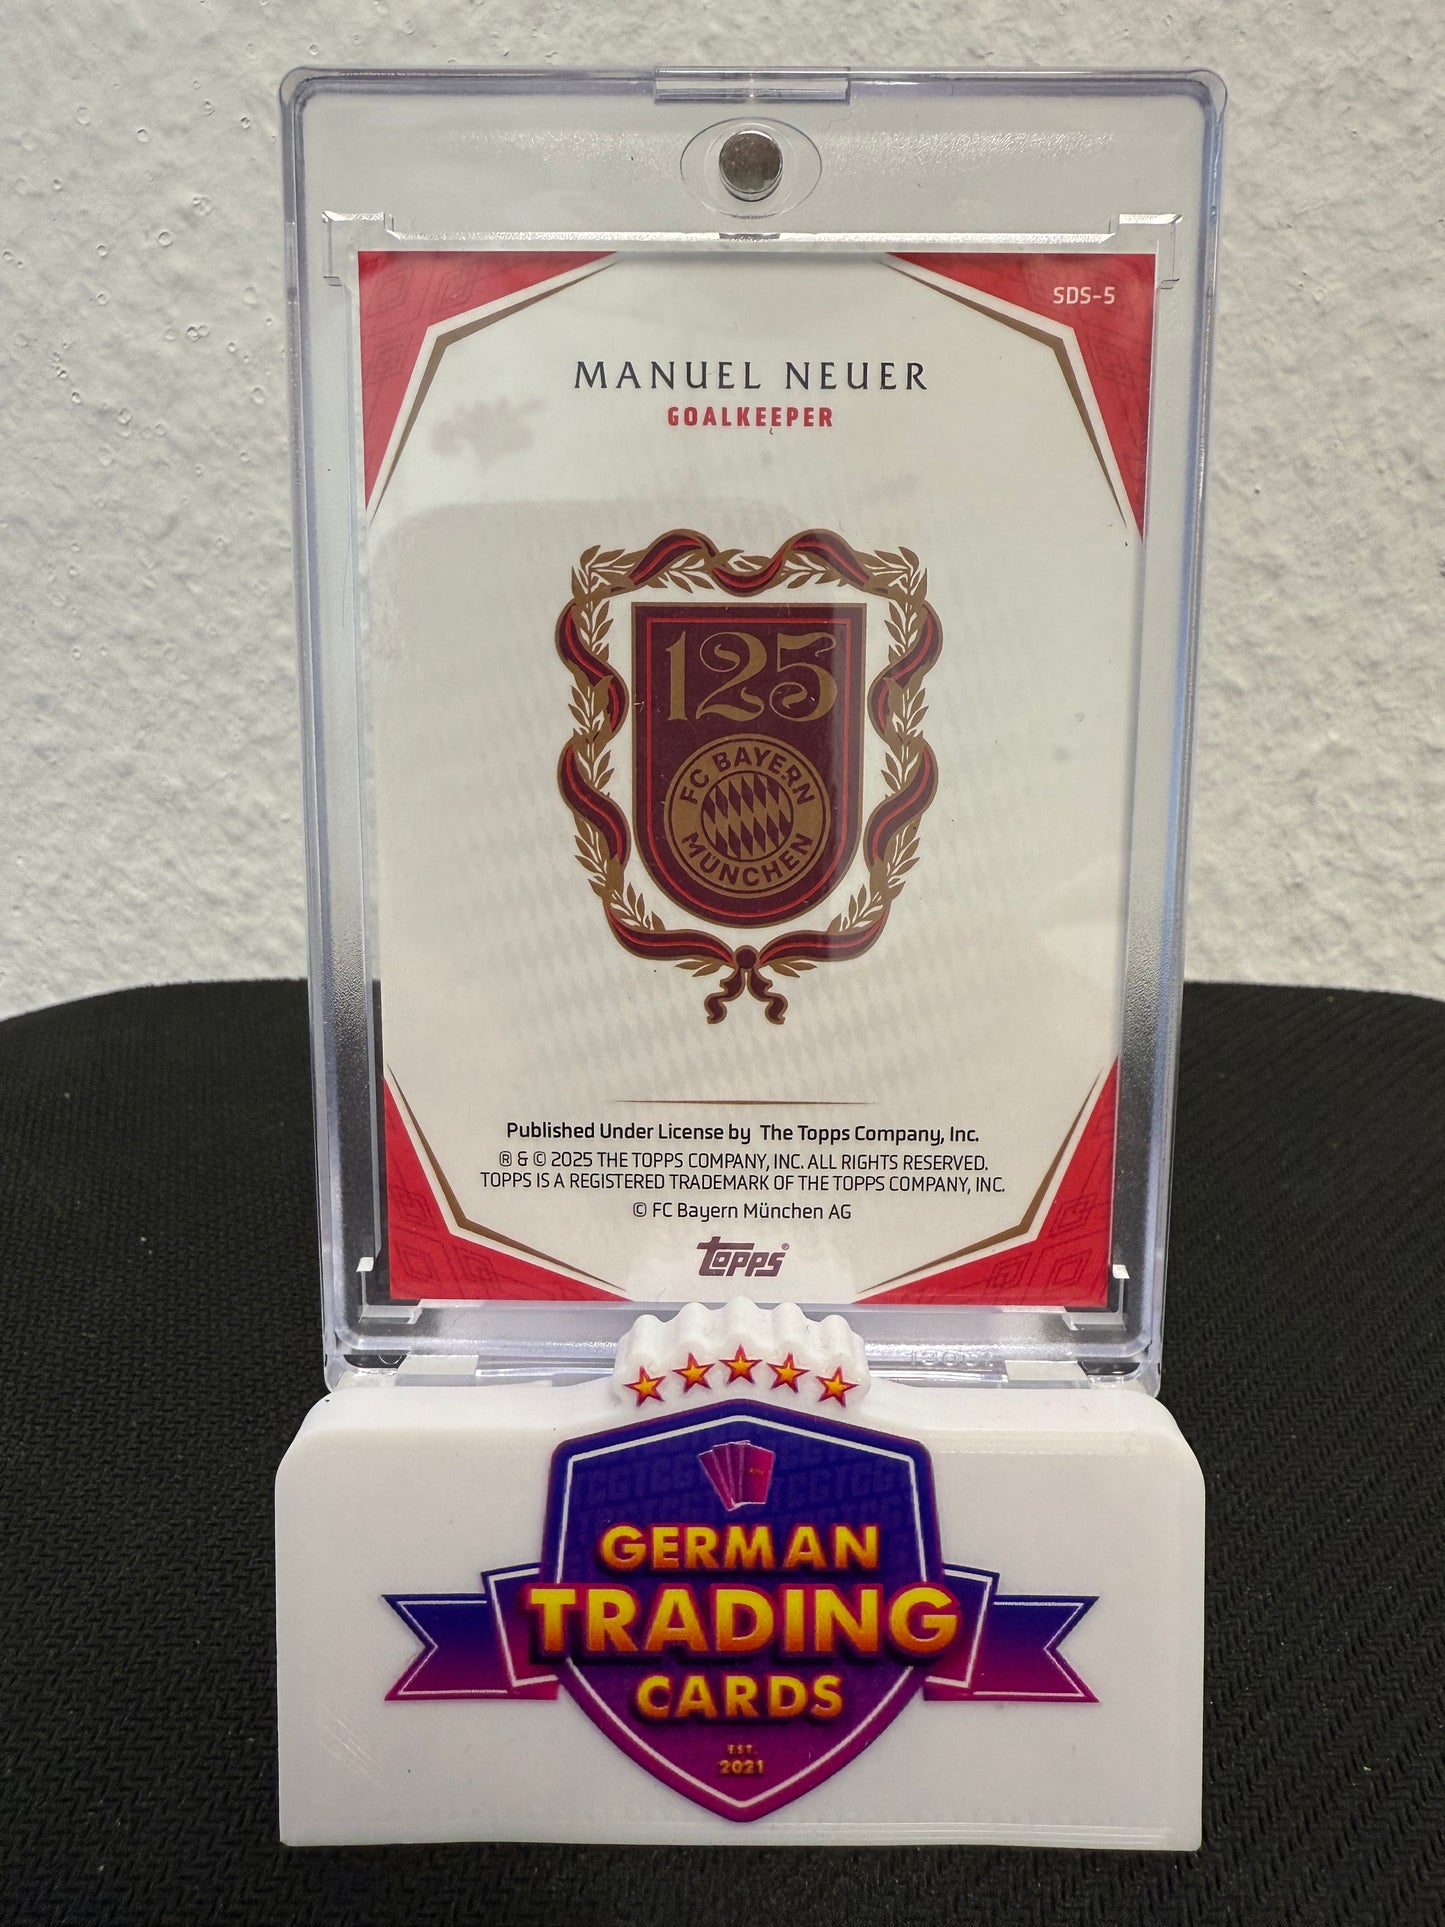 SDS-5
MANUEL NEUER
GOALKEEPER
125
FC BAYERN
MÜNCHEN
Published Under License by The Topps Company, Inc.
® & © 2025 THE TOPPS COMPANY, INC. ALL RIGHTS RESERVED.
TOPPS IS A REGISTERED TRADEMARK OF THE TOPPS COMPANY, INC.
© FC Bayern München AG
topps®
GERMAN
TRADING
CARDS
EST.
2021